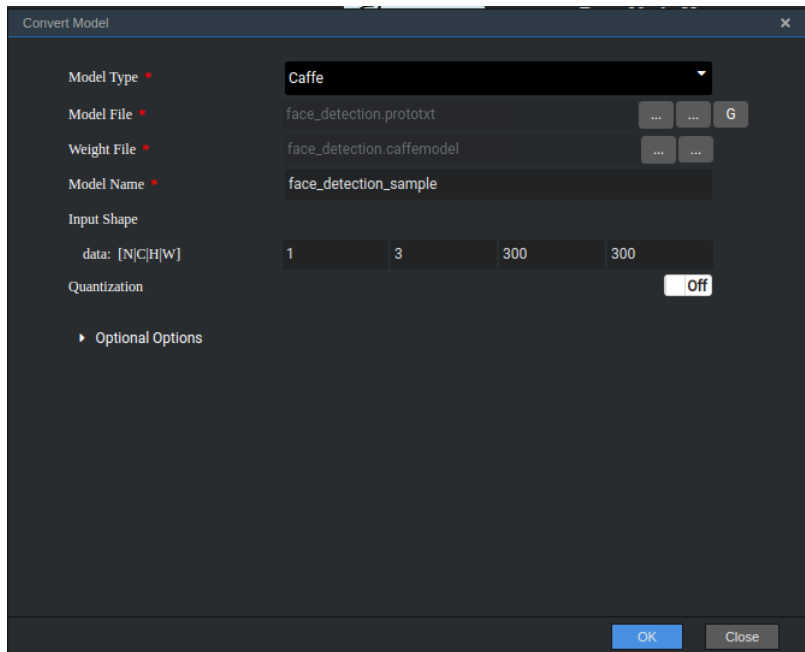 Convert Model ×
Model Type * Caffe
Model File * face_detection.prototxt ... ... G
Weight File * face_detection.caffemodel ... ...
Model Name * face_detection_sample
Input Shape
data: [N|C|H|W] 1 3 300 300
Quantization Off
Optional Options
OK Close